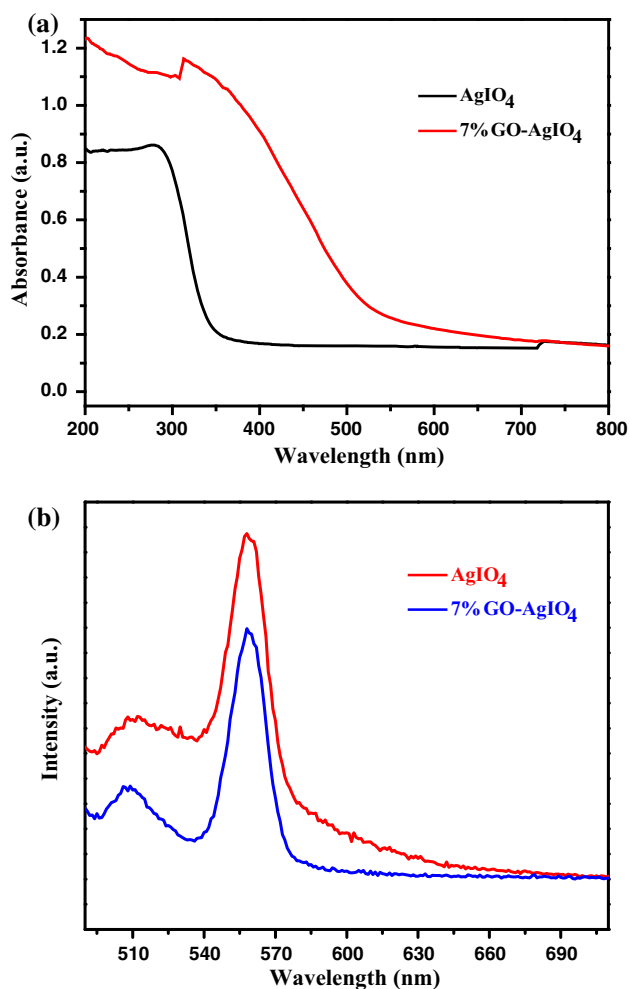 (a)
1.2
1.0
0.8
0.6
0.4
0.2
0.0
Absorbance (a.u.)
AgIO4
7% GO-AgIO4
200 300 400 500 600 700 800
Wavelength (nm)
(b)
Intensity (a.u.)
AgIO4
7% GO-AgIO4
510 540 570 600 630 660 690
Wavelength (nm)